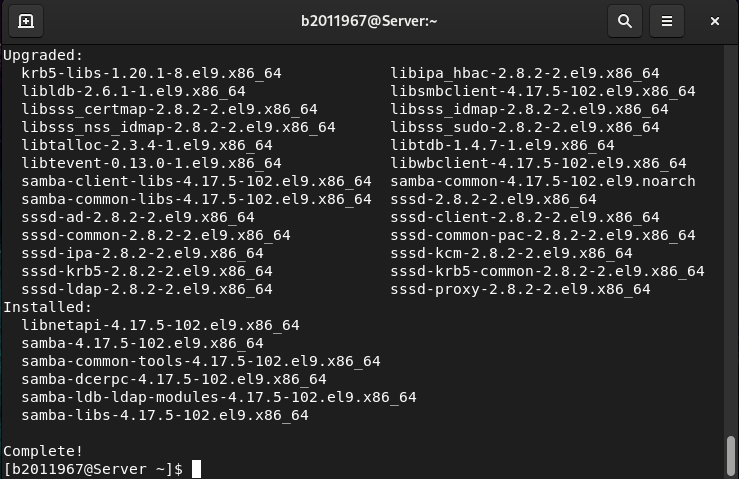 b2011967@Server:~
Upgraded:
krb5-libs-1.20.1-8.el9.x86_64 libipa_hbac-2.8.2-2.el9.x86_64
libldb-2.6.1-1.el9.x86_64 libsmbclient-4.17.5-102.el9.x86_64
libsss_certmap-2.8.2-2.el9.x86_64 libsss_idmap-2.8.2-2.el9.x86_64
libsss_nss_idmap-2.8.2-2.el9.x86_64 libsss_sudo-2.8.2-2.el9.x86_64
libtalloc-2.3.4-1.el9.x86_64 libtdb-1.4.7-1.el9.x86_64
libtevent-0.13.0-1.el9.x86_64 libwbclient-4.17.5-102.el9.x86_64
samba-client-libs-4.17.5-102.el9.x86_64 samba-common-4.17.5-102.el9.noarch
samba-common-libs-4.17.5-102.el9.x86_64 sssd-2.8.2-2.el9.x86_64
sssd-ad-2.8.2-2.el9.x86_64 sssd-client-2.8.2-2.el9.x86_64
sssd-common-2.8.2-2.el9.x86_64 sssd-common-pac-2.8.2-2.el9.x86_64
sssd-ipa-2.8.2-2.el9.x86_64 sssd-kcm-2.8.2-2.el9.x86_64
sssd-krb5-2.8.2-2.el9.x86_64 sssd-krb5-common-2.8.2-2.el9.x86_64
sssd-ldap-2.8.2-2.el9.x86_64 sssd-proxy-2.8.2-2.el9.x86_64
Installed:
libnetapi-4.17.5-102.el9.x86_64
samba-4.17.5-102.el9.x86_64
samba-common-tools-4.17.5-102.el9.x86_64
samba-dcerpc-4.17.5-102.el9.x86_64
samba-ldb-ldap-modules-4.17.5-102.el9.x86_64
samba-libs-4.17.5-102.el9.x86_64
Complete!
[b2011967@Server ~]$